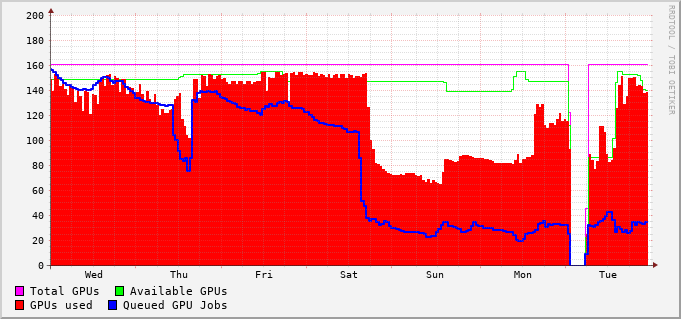 RRDTOOL / TOBI OETIKER
200
180
160
140
120
100
80
60
40
20
0
Wed Thu Fri Sat Sun Mon Tue
Total GPUs Available GPUs
GPUs used Queued GPU Jobs